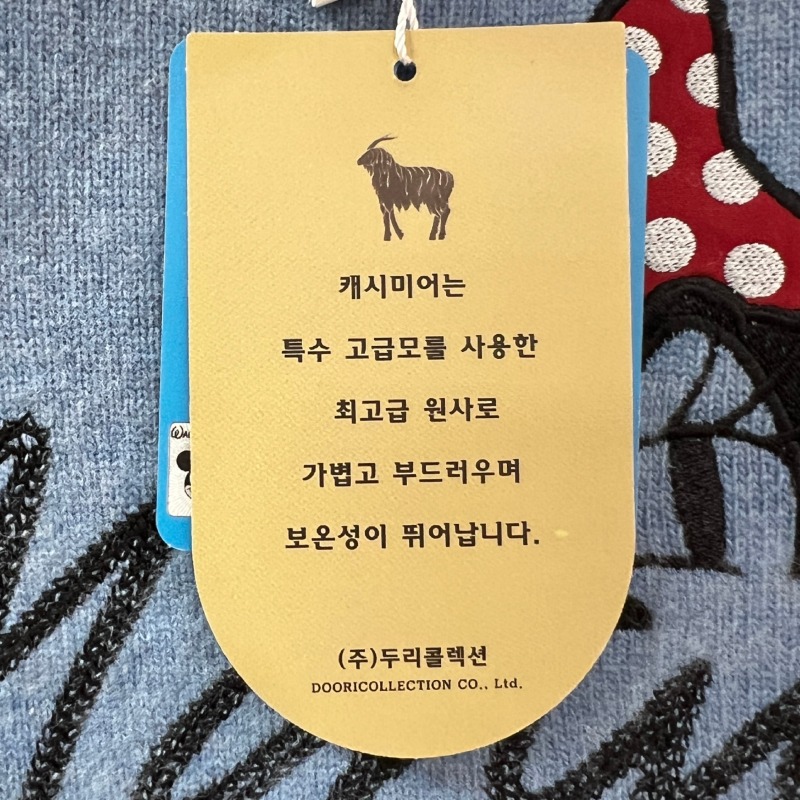 캐시미어는
특수 고급모를 사용한
최고급 원사로
가볍고 부드러우며
보온성이 뛰어납니다.
(주)두리콜렉션
DOORICOLLECTION CO., Ltd.